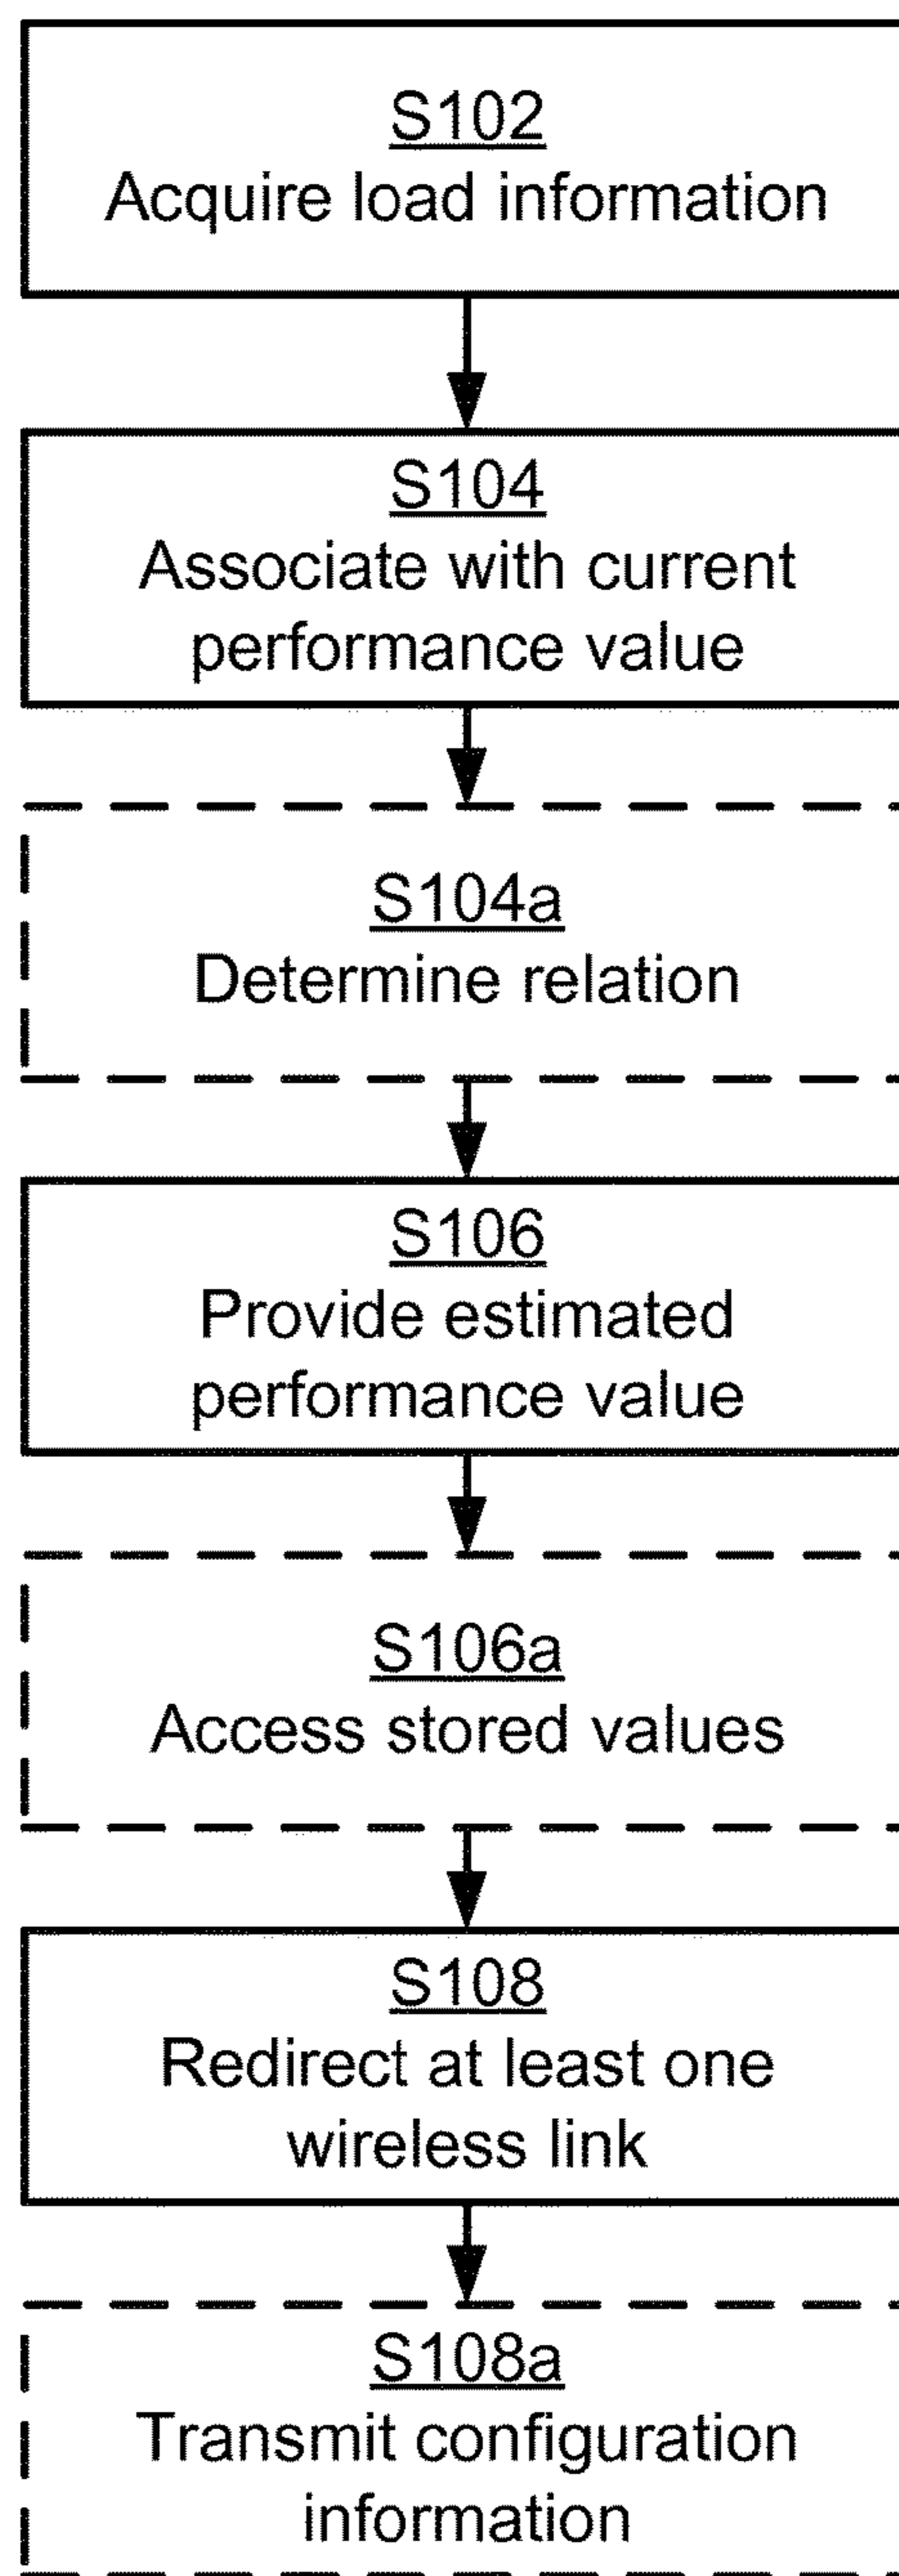 S102
Acquire load information
S104
Associate with current
performance value
S104a
Determine relation
S106
Provide estimated
performance value
S106a
Access stored values
S108
Redirect at least one
wireless link
S108a
Transmit configuration
information